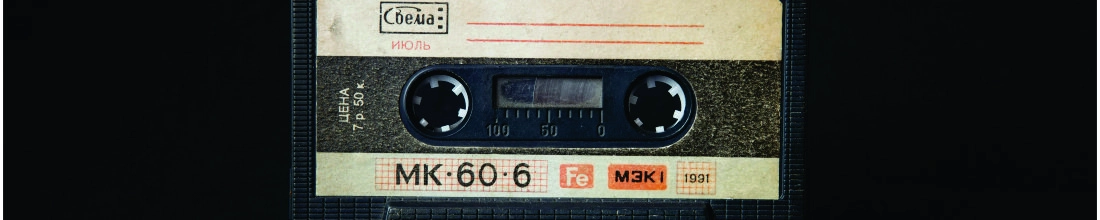 Свема
ИЮЛЬ
ЦЕНА
7 р. 50 к.
100 50 0
МК·60·6 Fe МЭК I 1991